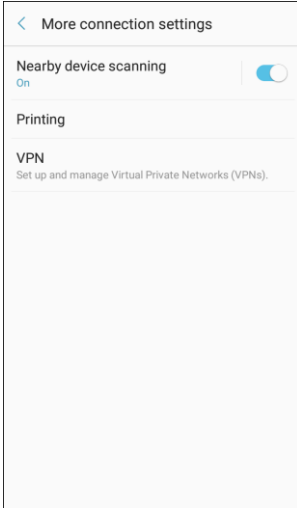 More connection settings
Nearby device scanning
On
Printing
VPN
Set up and manage Virtual Private Networks (VPNs).